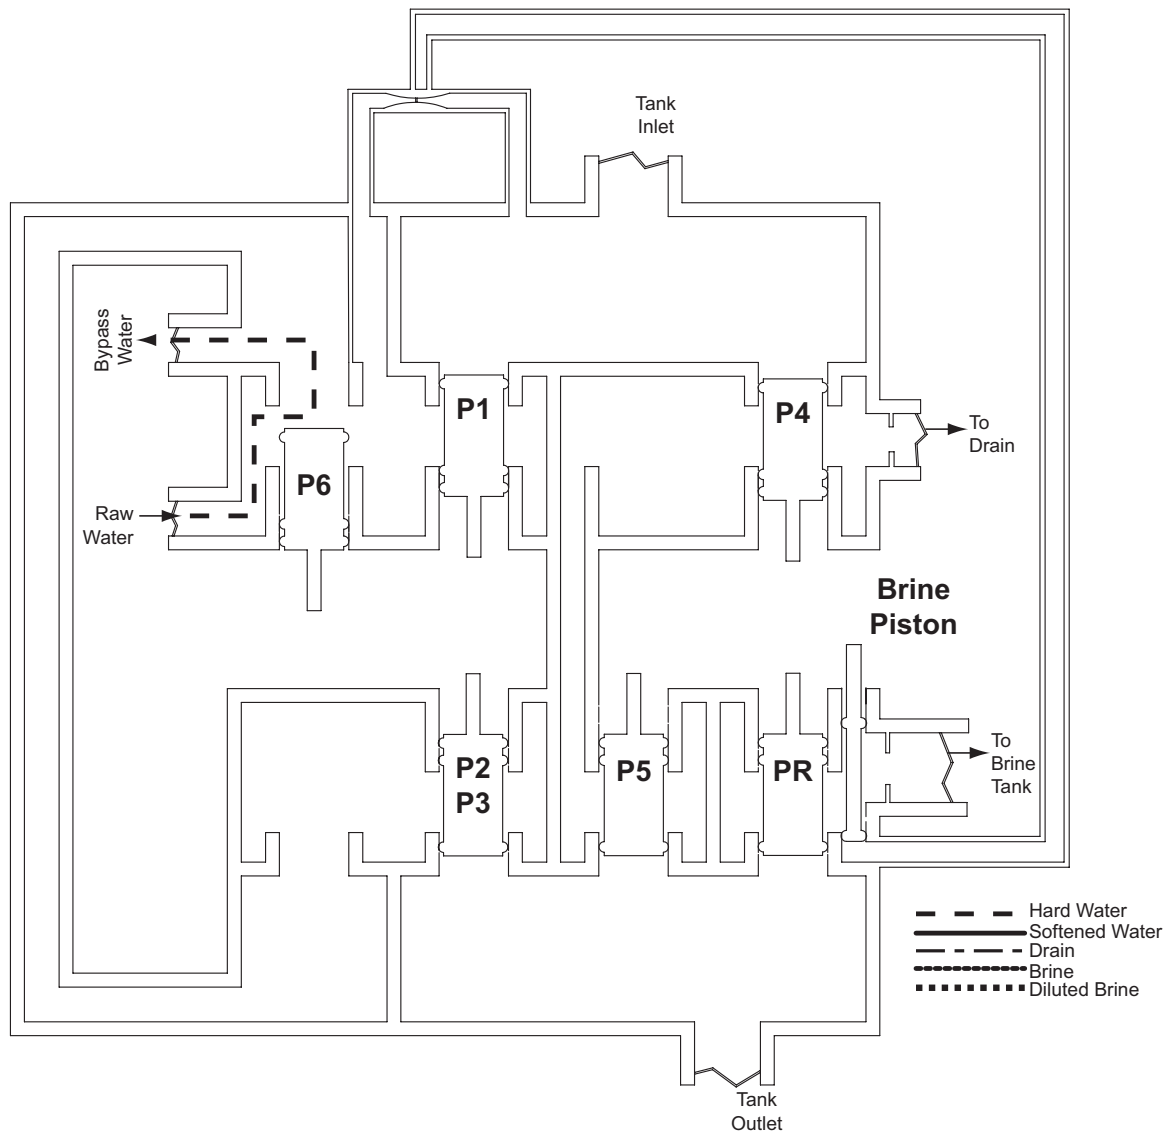 Tank
Inlet
Bypass
Water
P1
P4
To
Drain
P6
Raw
Water
Brine
Piston
P2
P3
P5
PR
To
Brine
Tank
Hard Water
Softened Water
Drain
Brine
Diluted Brine
Tank
Outlet